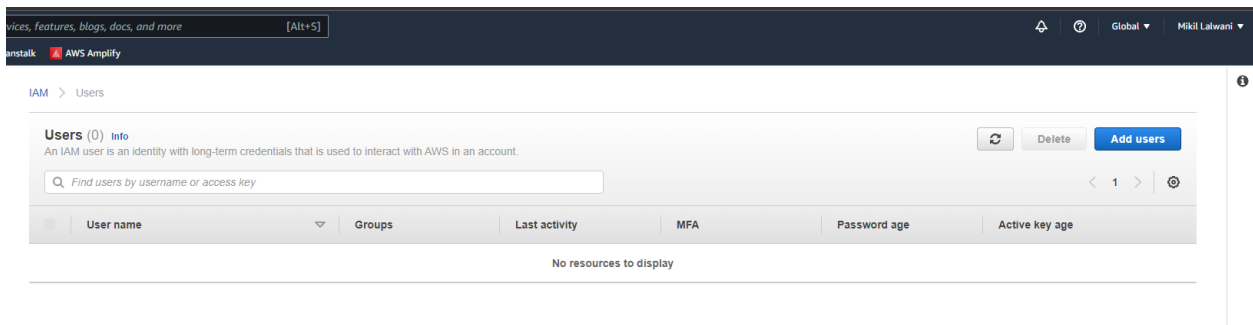 vices, features, blogs, docs, and more [Alt+S] Global ▼ Mikil Lalwani ▼
anstalk AWS Amplify
IAM > Users
Users (0) Info
An IAM user is an identity with long-term credentials that is used to interact with AWS in an account.
Delete Add users
Find users by username or access key
< 1 >
User name Groups Last activity MFA Password age Active key age
No resources to display